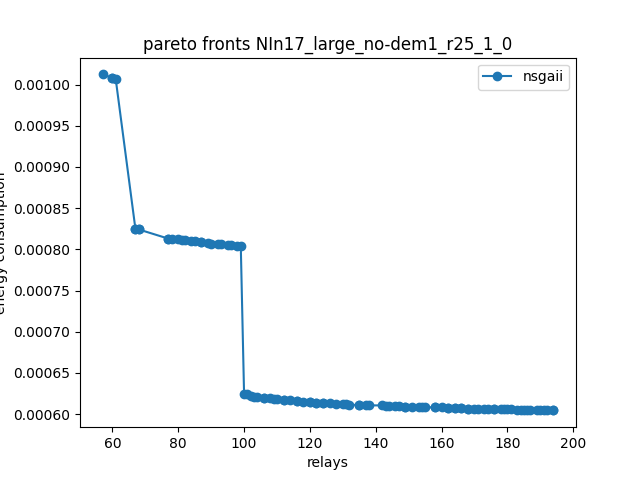 pareto fronts NIn17_large_no-dem1_r25_1_0
nsgaii
0.00100
0.00095
0.00090
0.00085
0.00080
0.00075
0.00070
0.00065
0.00060
energy consumption
60 80 100 120 140 160 180 200
relays